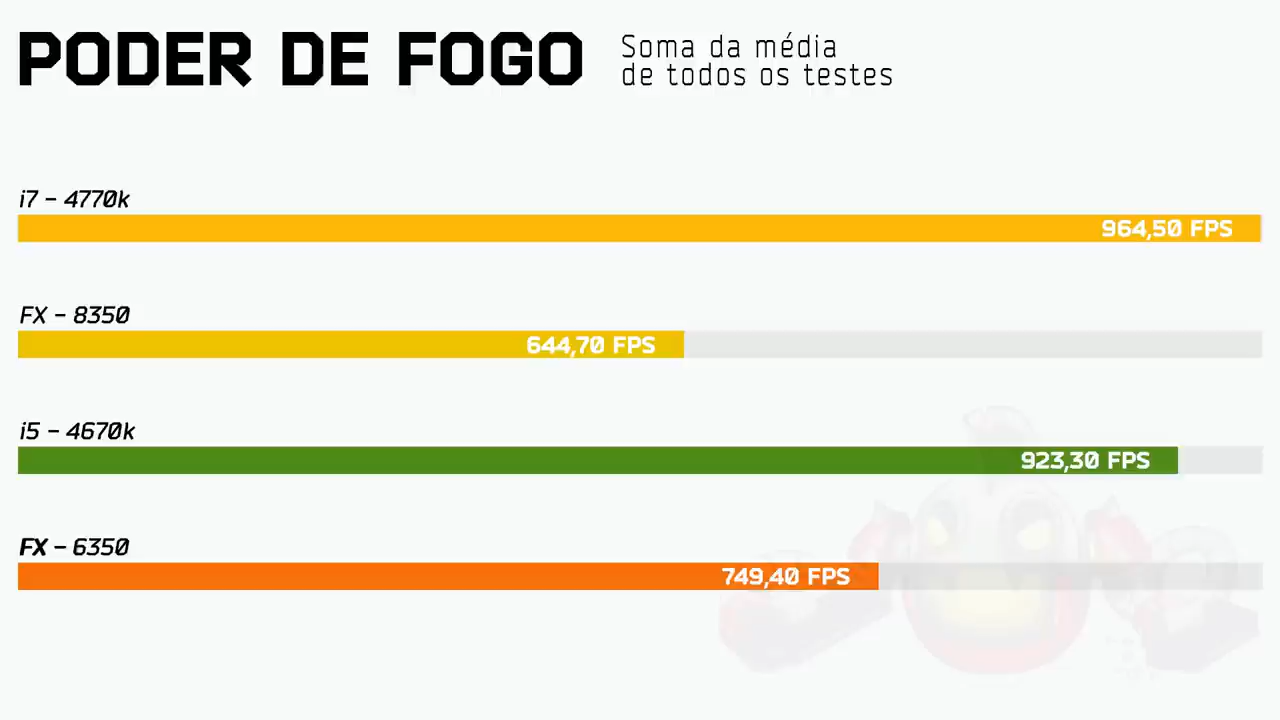 PODER DE FOGO
Soma da média
de todos os testes
i7 - 4770k
964,50 FPS
FX - 8350
644,70 FPS
i5 - 4670k
923,30 FPS
FX - 6350
749,40 FPS